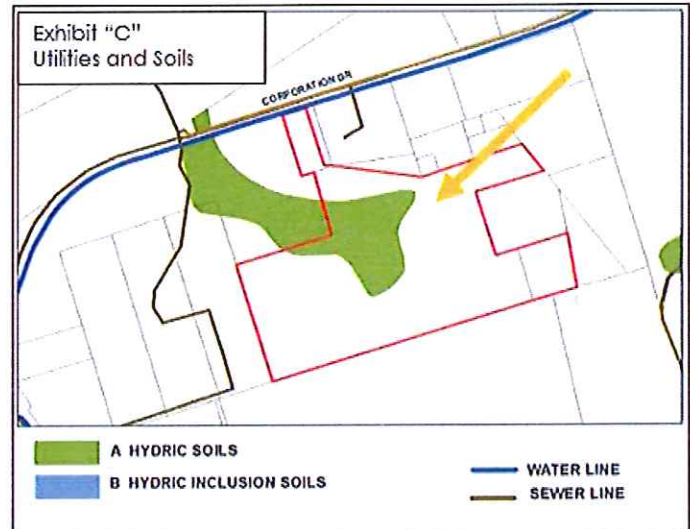 Exhibit "C"
Utilities and Soils
CORPORATION DR
A HYDRIC SOILS
B HYDRIC INCLUSION SOILS
WATER LINE
SEWER LINE